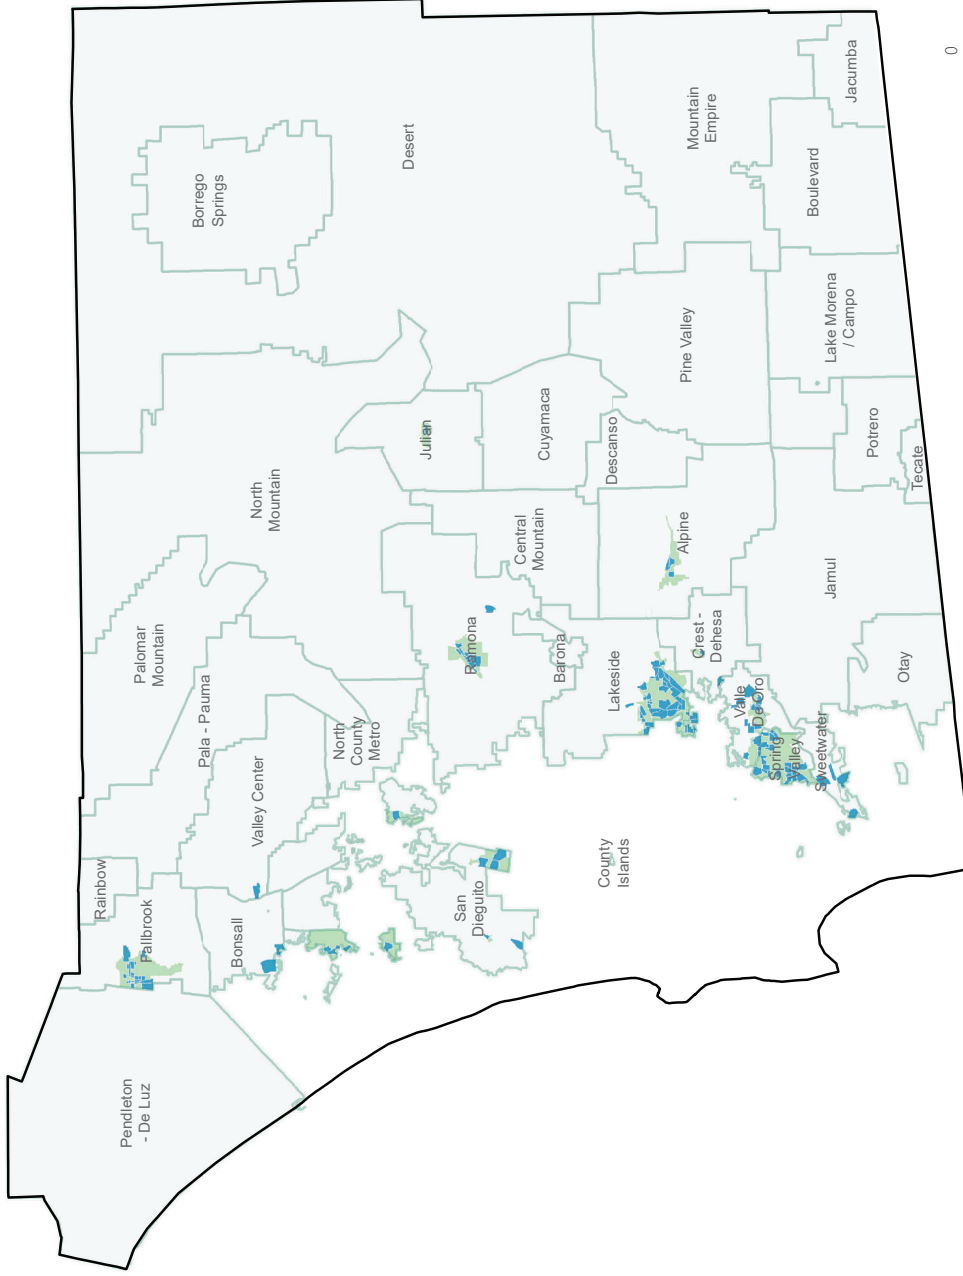 Rainbow
Pendleton
- De Luz
Fallbrook
Palomar
Mountain
Pala - Pauma
Borrego
Springs
Bonsall
Valley Center
North
Mountain
North
County
Metro
Desert
Julian
San
Dieguito
Ramona
Central
Mountain
Cuyamaca
Barona
County
Islands
Lakeside
Descanso
Alpine
Pine Valley
Crest -
Dehesa
Mountain
Empire
Valle
De Oro
Spring
Valley
Sweetwater
Jamul
Boulevard
Lake Morena
/ Campo
Jacumba
Potrero
Otay
Tecate
0